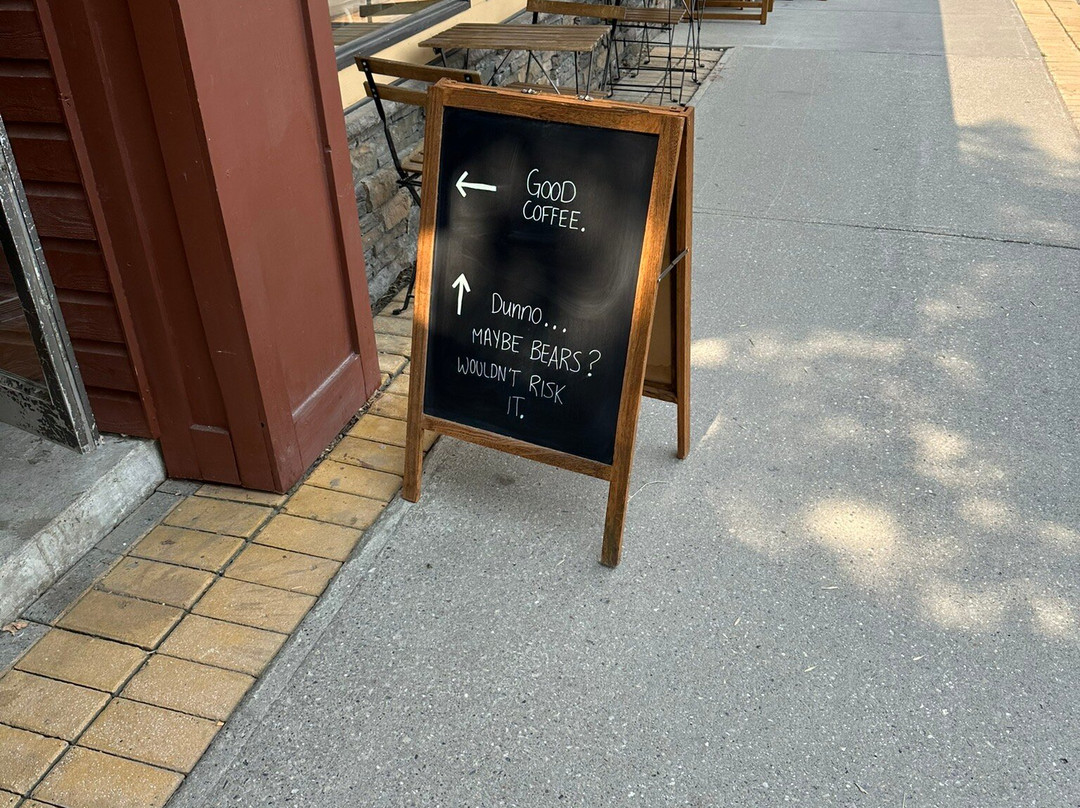 ← GOOD
COFFEE.
↑ Dunno...
MAYBE BEARS?
WOULDN'T RISK
IT.